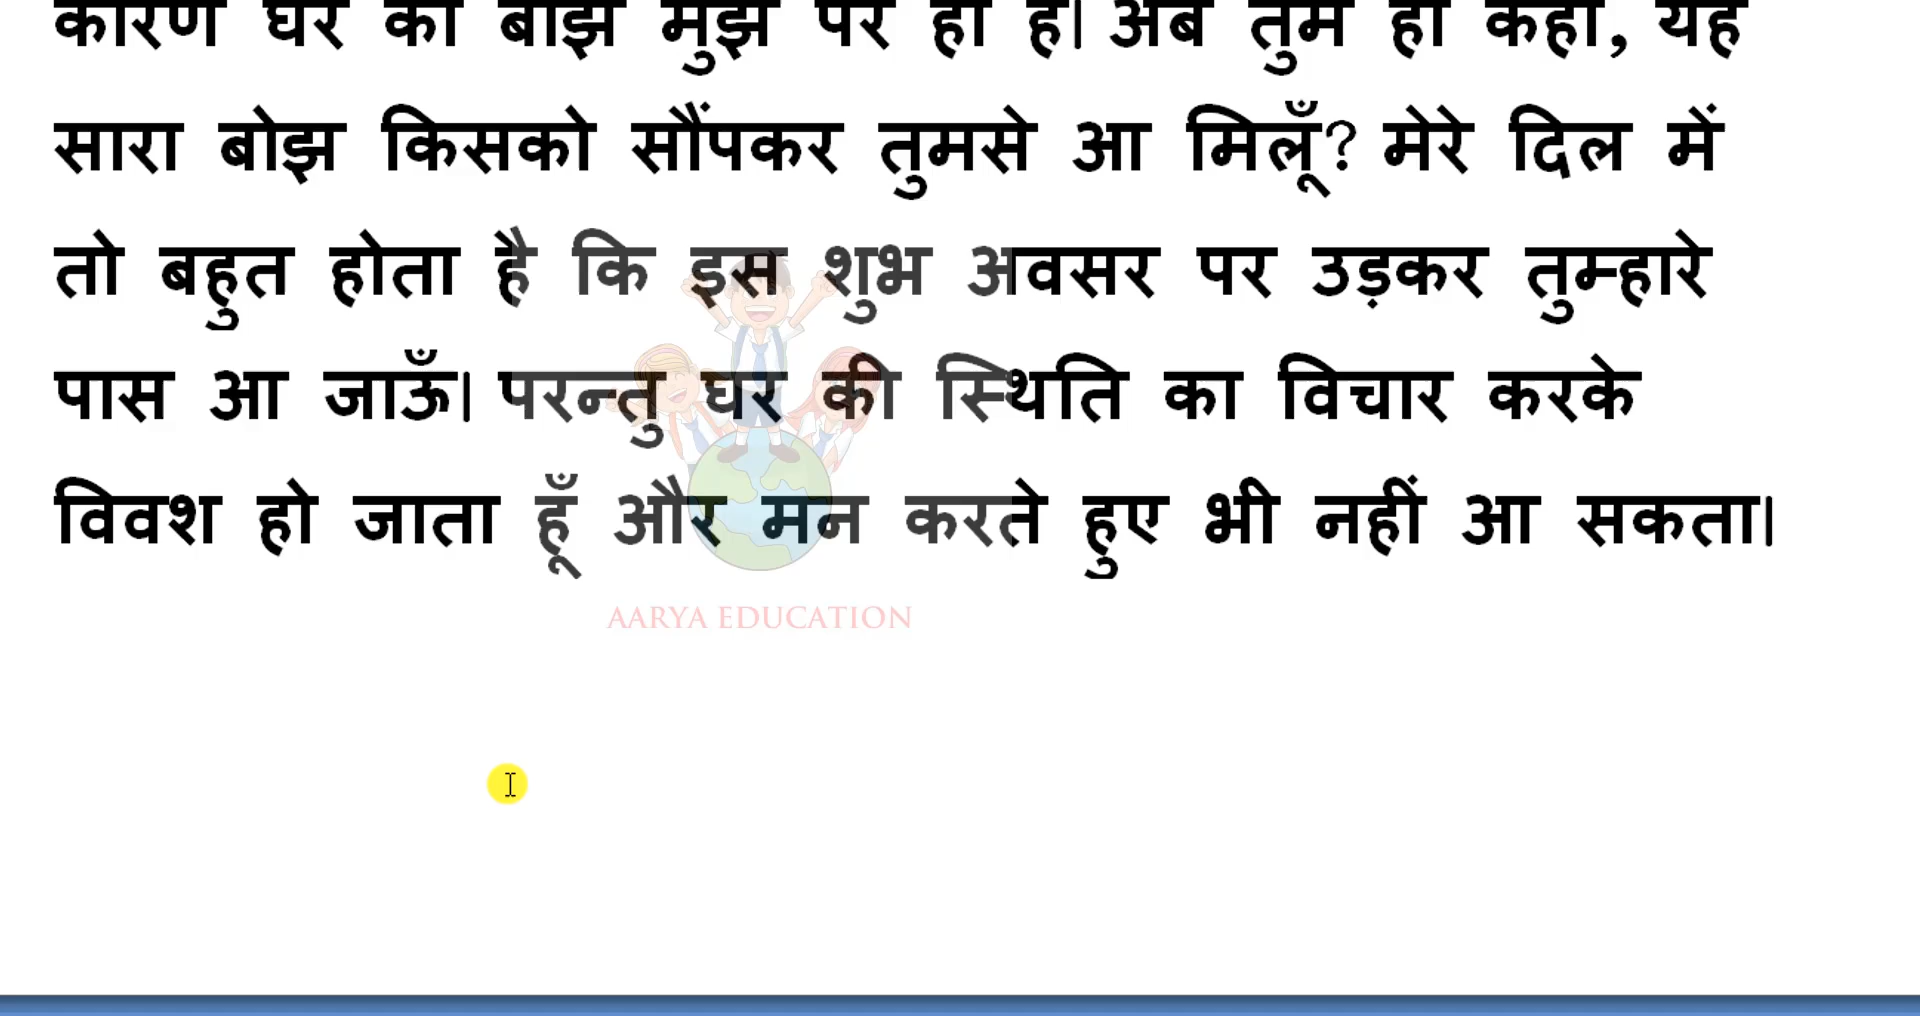 कारण घर का बोझ मुझ पर ही है। अब तुम ही कहो, यह
सारा बोझ किसको सौंपकर तुमसे आ मिलूँ? मेरे दिल में
तो बहुत होता है कि इस शुभ अवसर पर उड़कर तुम्हारे
पास आ जाऊँ। परन्तु घर की स्थिति का विचार करके
विवश हो जाता हूँ और मन करते हुए भी नहीं आ सकता।
AARYA EDUCATION